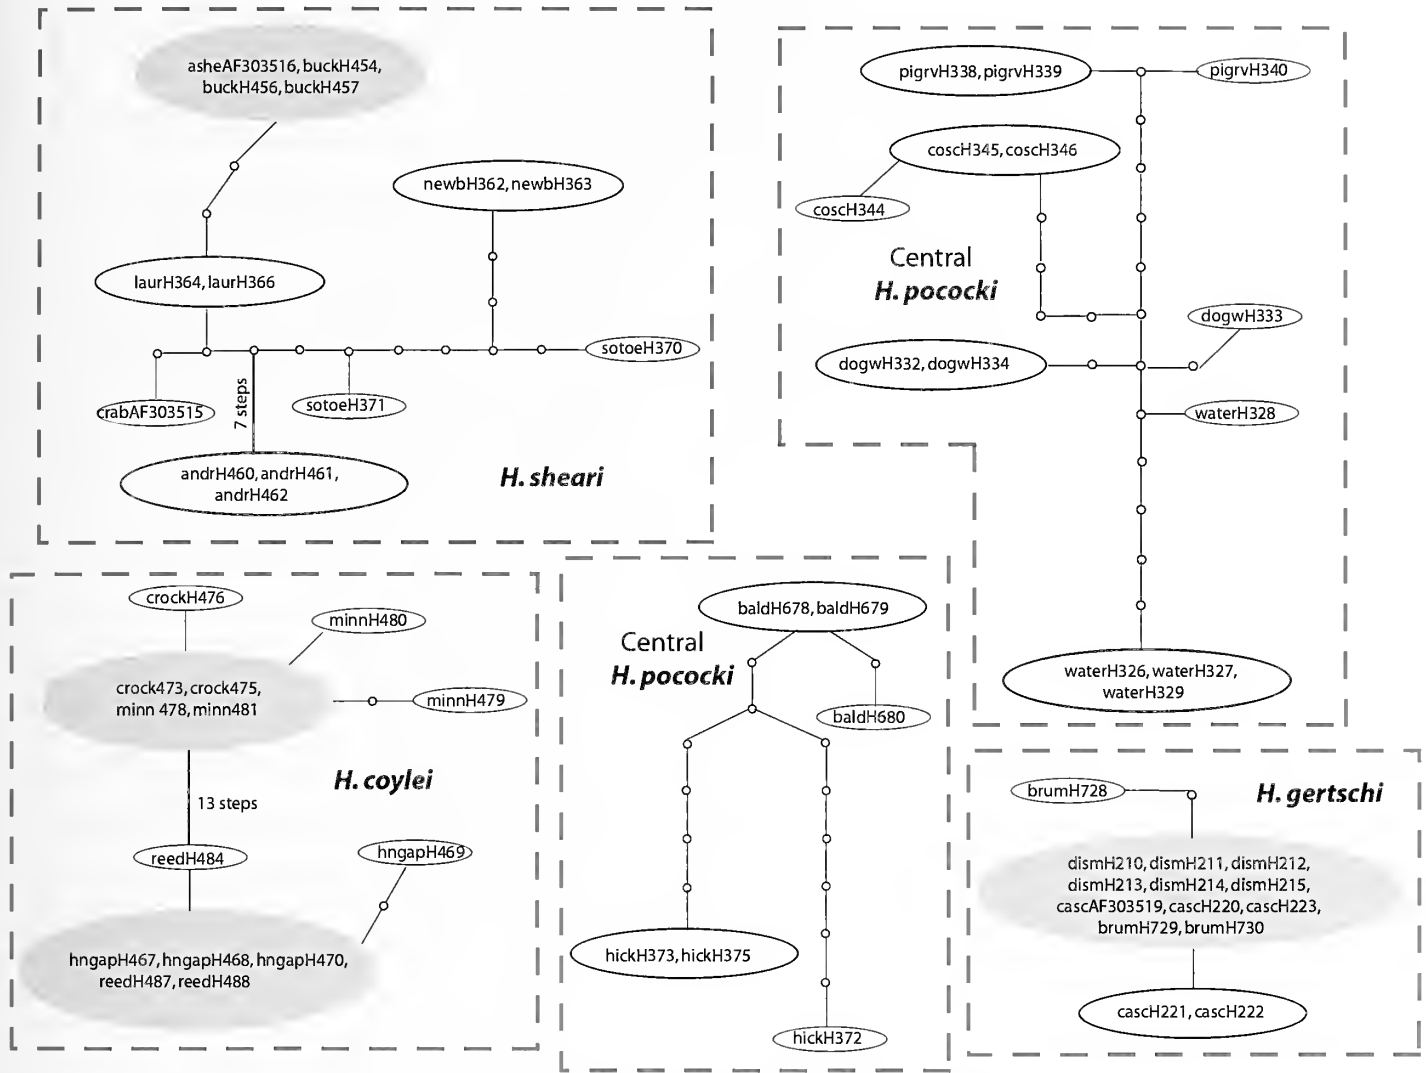 asheAF303516, buckH454,
buckH456, buckH457
newbH362, newbH363
laurH364, laurH366
sotoeH370
crabAF303515
7 steps
sotoeH371
andrH460, andrH461,
andrH462
H. sheari
pigrvH338, pigrvH339
pigrvH340
coscH345, coscH346
coscH344
Central
H. pococki
dogwH333
dogwH332, dogwH334
waterH328
waterH326, waterH327,
waterH329
crockH476
minnH480
crock473, crock475,
minn 478, minn481
minnH479
H. coylei
13 steps
reedH484
hngapH469
hngapH467, hngapH468, hngapH470,
reedH487, reedH488
baldH678, baldH679
Central
H. pococki
baldH680
hickH373, hickH375
hickH372
brumH728
H. gertschi
dismH210, dismH211, dismH212,
dismH213, dismH214, dismH215,
cascAF303519, cascH220, cascH223,
brumH729, brumH730
cascH221, cascH222